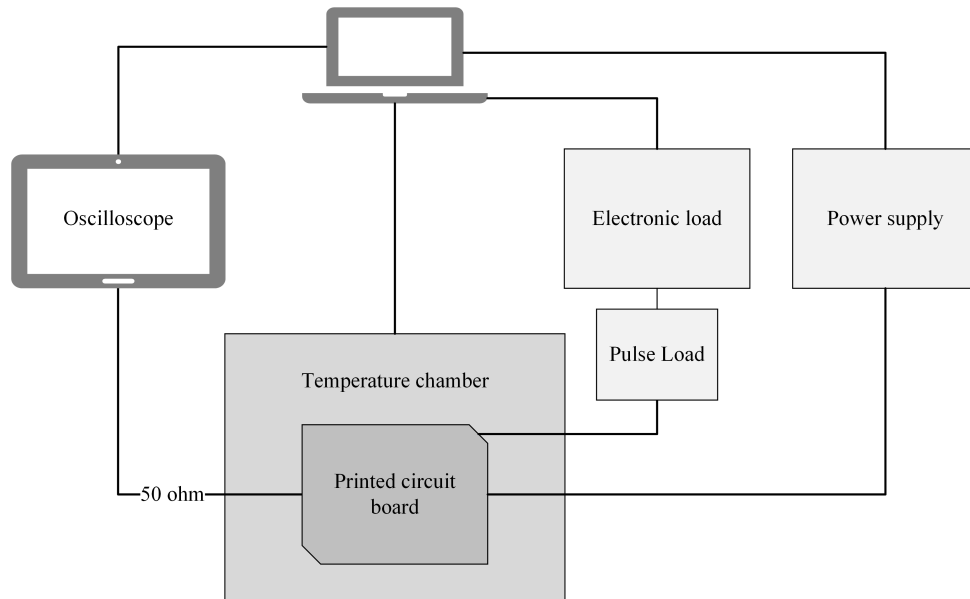 Oscilloscope
Electronic load
Power supply
Pulse Load
Temperature chamber
Printed circuit
board
50 ohm